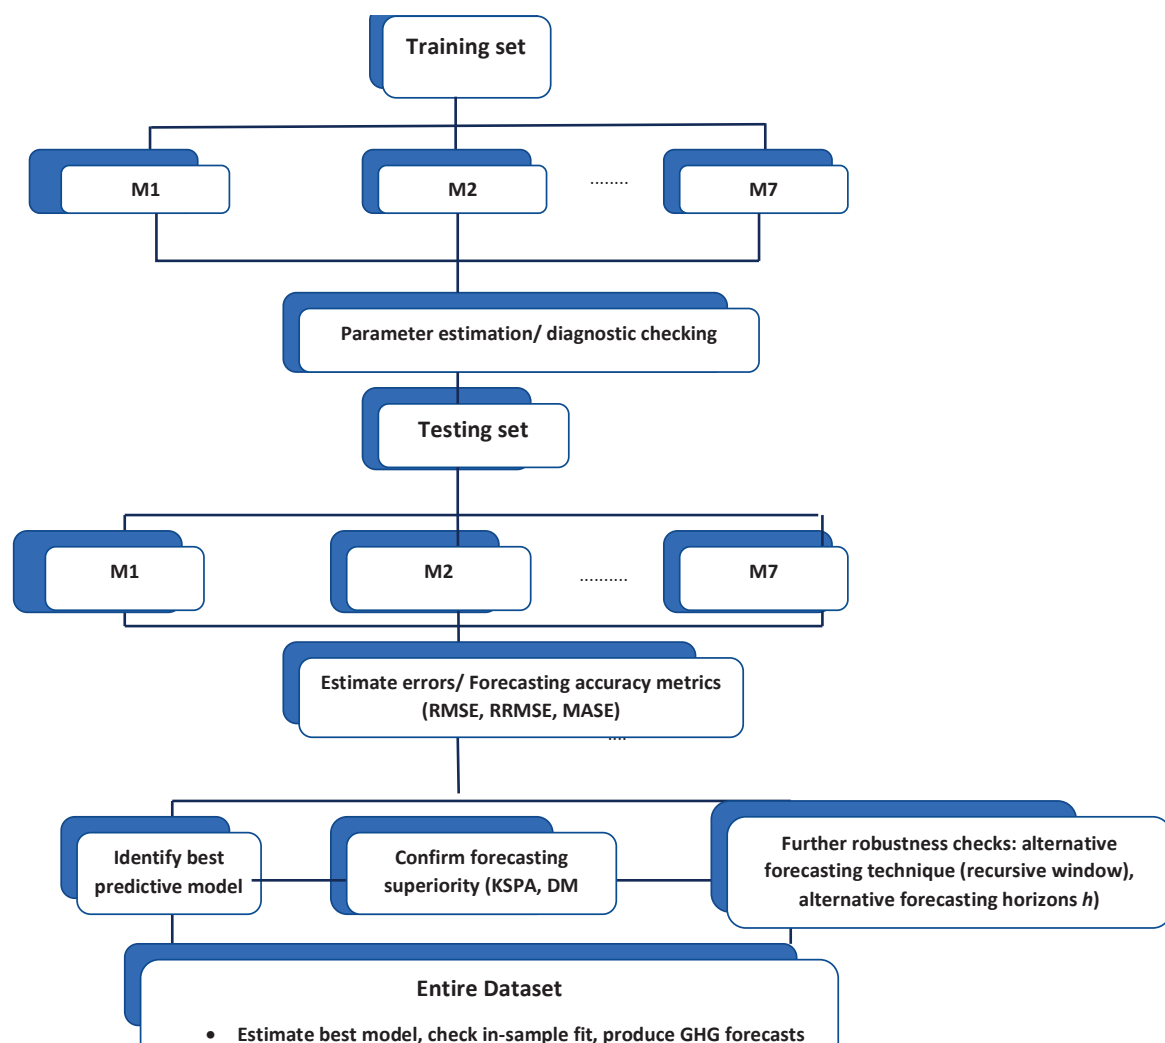 Training set
M1
M2
........
M7
Parameter estimation/ diagnostic checking
Testing set
M1
M2
..........
M7
Estimate errors/ Forecasting accuracy metrics
(RMSE, RRMSE, MASE)
....
Identify best
predictive model
Confirm forecasting
superiority (KSPA, DM
Further robustness checks: alternative
forecasting technique (recursive window),
alternative forecasting horizons h)
Entire Dataset
• Estimate best model, check in-sample fit, produce GHG forecasts